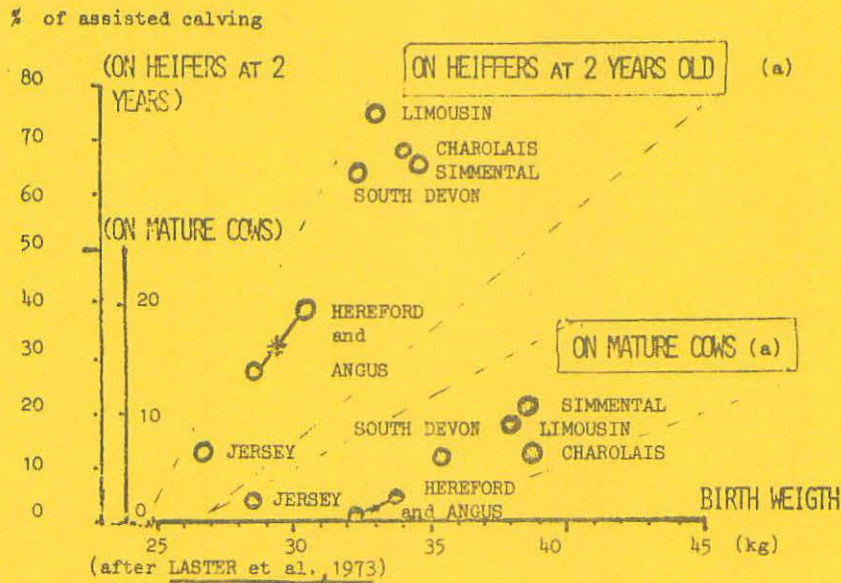 % of assisted calving
(ON HEIFERS AT 2 YEARS)
ON HEIFFERS AT 2 YEARS OLD (a)
80
LIMOUSIN
70
CHAROLAIS
SIMMENTAL
60
SOUTH DEVON
(ON MATURE COWS)
50
40
20
HEREFORD
and
30
ANGUS
ON MATURE COWS (a)
20
10
SIMMENTAL
SOUTH DEVON
LIMOUSIN
10
JERSEY
CHAROLAIS
JERSEY
HEREFORD
and ANGUS
0
0
BIRTH WEIGTH
25 30 35 40 45 (kg)
(after LASTER et al, 1973)